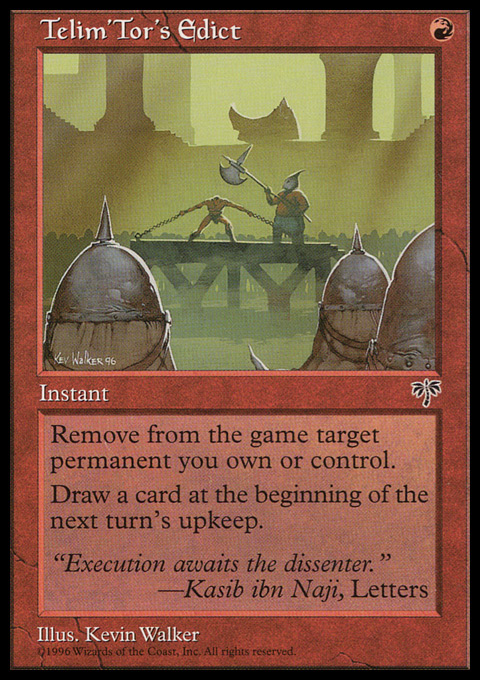 Telim'Tor's Edict
Kev Walker 96
Instant
Remove from the game target
permanent you own or control.
Draw a card at the beginning of the
next turn's upkeep.
“Execution awaits the dissenter.”
—Kasib ibn Naji, Letters
Illus. Kevin Walker
©1996 Wizards of the Coast, Inc. All rights reserved.